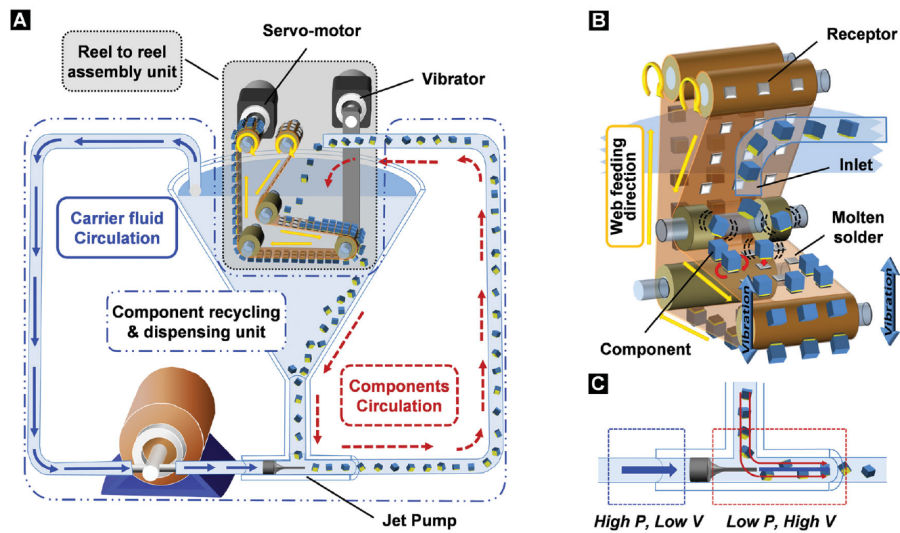 A
Servo-motor
Reel to reel
assembly unit
Vibrator
Carrier fluid
Circulation
Component recycling
& dispensing unit
Components
Circulation
Jet Pump
B
Receptor
Web feeding
direction
Inlet
Molten
solder
Vibration
Vibration
Component
C
High P, Low V
Low P, High V